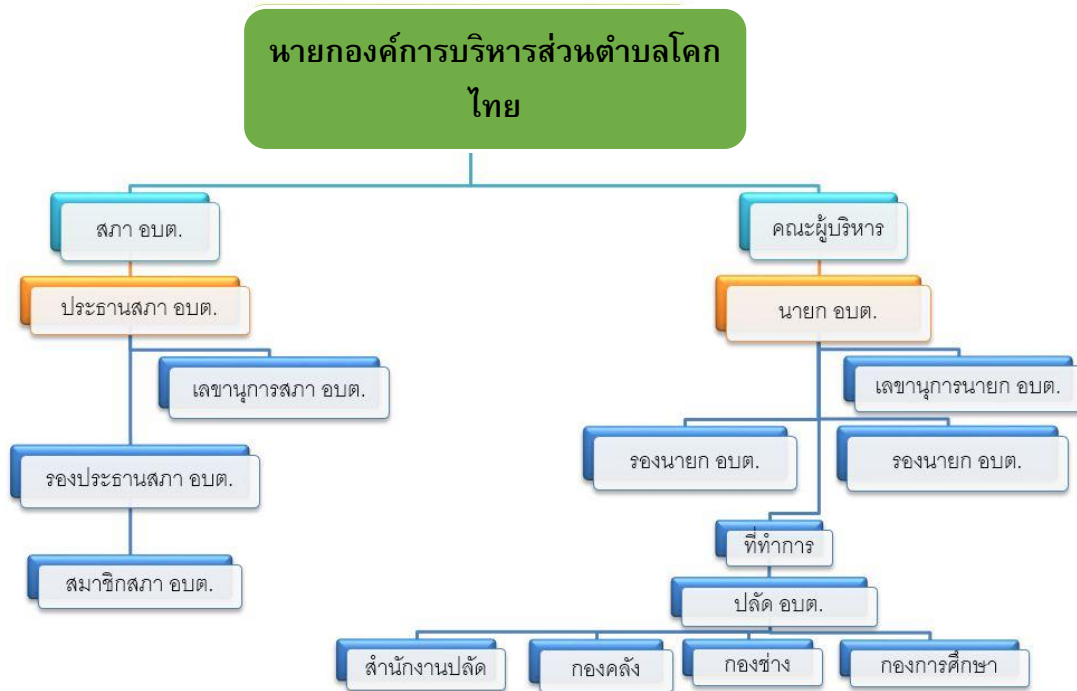 นายกองค์การบริหารส่วนตำบลโคก
ไทย
สภา อบต.
คณะผู้บริหาร
ประธานสภา อบต.
นายก อบต.
เลขานุการสภา อบต.
เลขานุการนายก อบต.
รองประธานสภา อบต.
รองนายก อบต.
รองนายก อบต.
ที่ทำการ
สมาชิกสภา อบต.
ปลัด อบต.
สำนักงานปลัด
กองคลัง
กองช่าง
กองการศึกษา